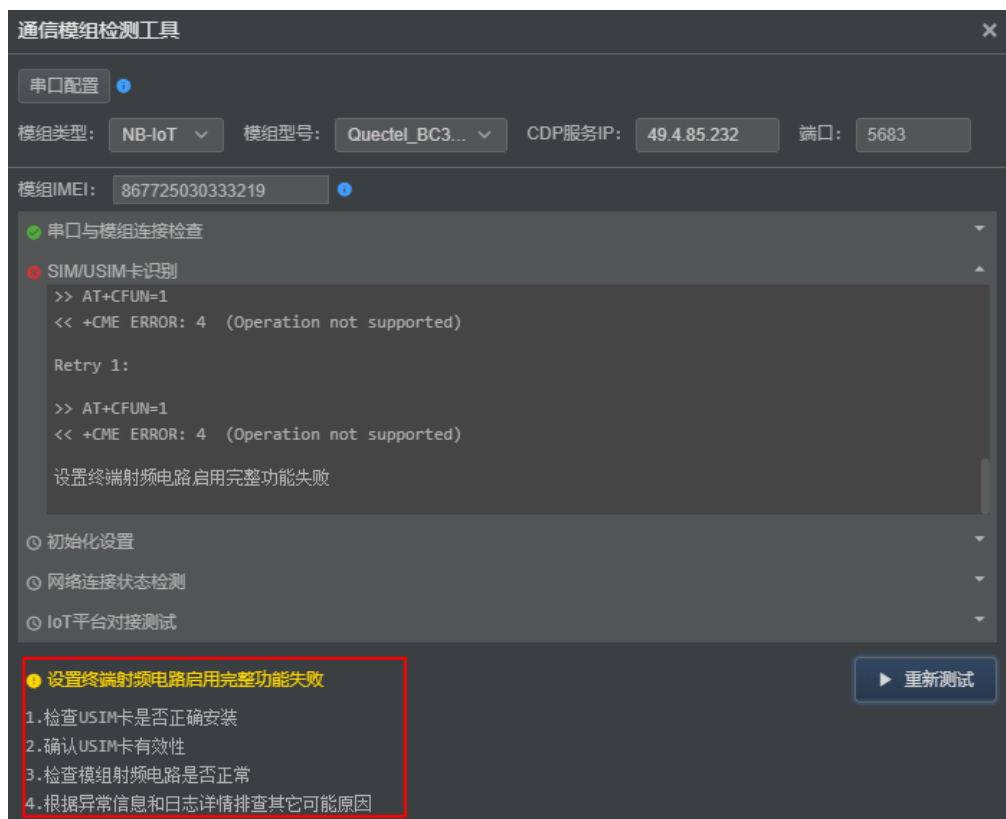 通信模组检测工具
串口配置
模组类型： NB-IoT 模组型号： Quectel_BC3... CDP服务IP： 49.4.85.232 端口： 5683
模组IMEI： 867725030333219
串口与模组连接检查
SIM/USIM卡识别
>> AT+CFUN=1
<< +CME ERROR: 4 (Operation not supported)
Retry 1:
>> AT+CFUN=1
<< +CME ERROR: 4 (Operation not supported)
设置终端射频电路启用完整功能失败
初始化设置
网络连接状态检测
IoT平台对接测试
设置终端射频电路启用完整功能失败
重新测试
1.检查USIM卡是否正确安装
2.确认USIM卡有效性
3.检查模组射频电路是否正常
4.根据异常信息和日志详情排查其它可能原因